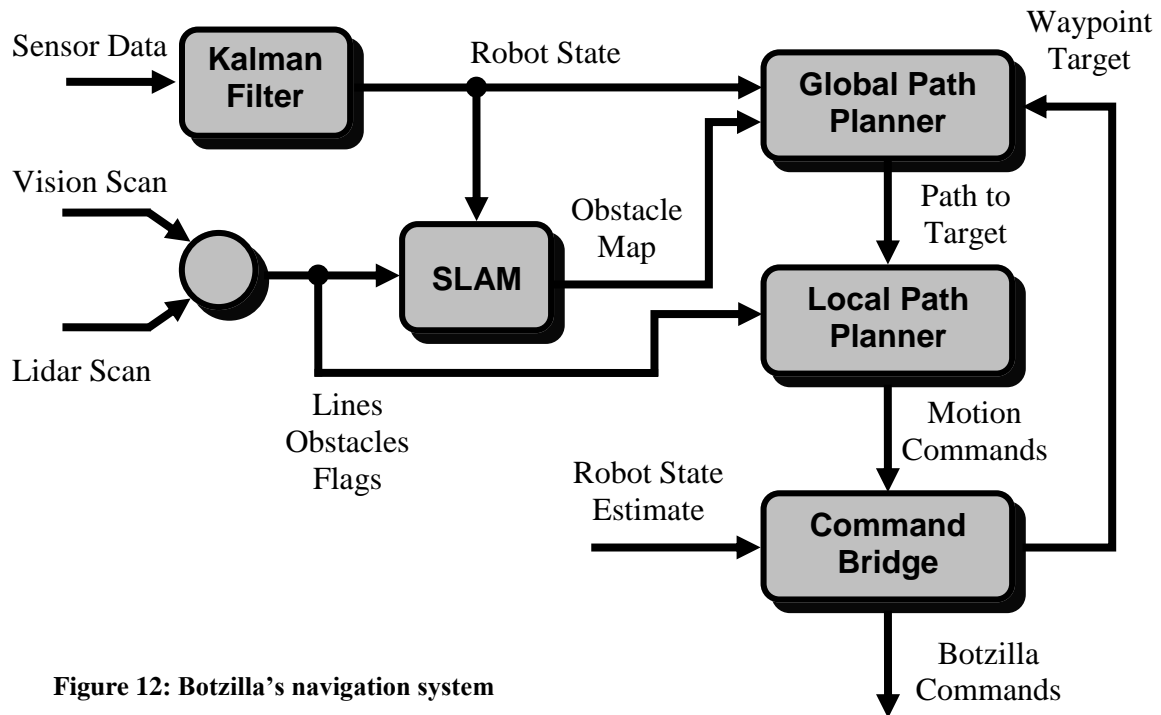 Sensor Data
Kalman
Filter
Robot State
Global Path
Planner
Waypoint
Target
Vision Scan
Lidar Scan
SLAM
Obstacle
Map
Path to
Target
Local Path
Planner
Lines
Obstacles
Flags
Motion
Commands
Robot State
Estimate
Command
Bridge
Botzilla
Commands
Figure 12: Botzilla’s navigation system